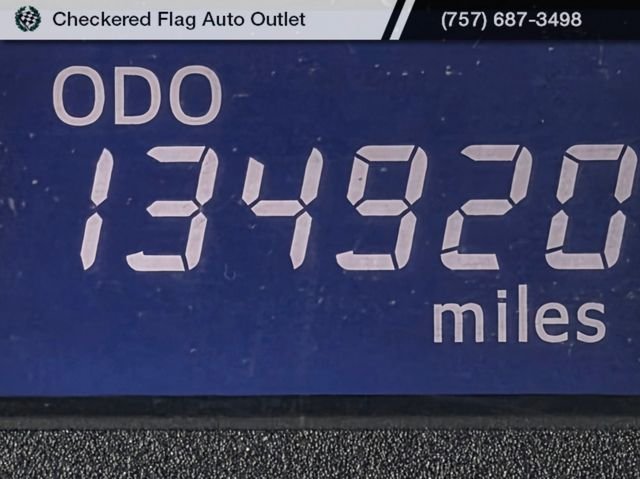 Checkered Flag Auto Outlet (757) 687-3498
ODO
134920
miles